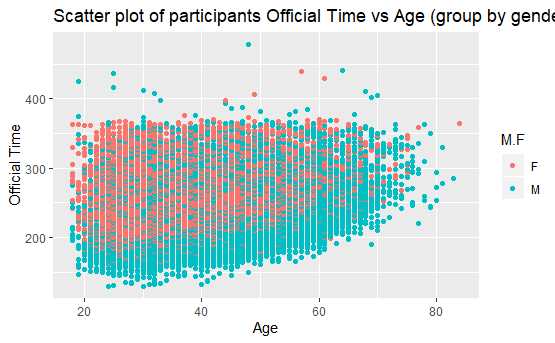 Scatter plot of participants Official Time vs Age (group by gende
Official Time
400
300
200
20
40
60
80
Age
M.F
F
M